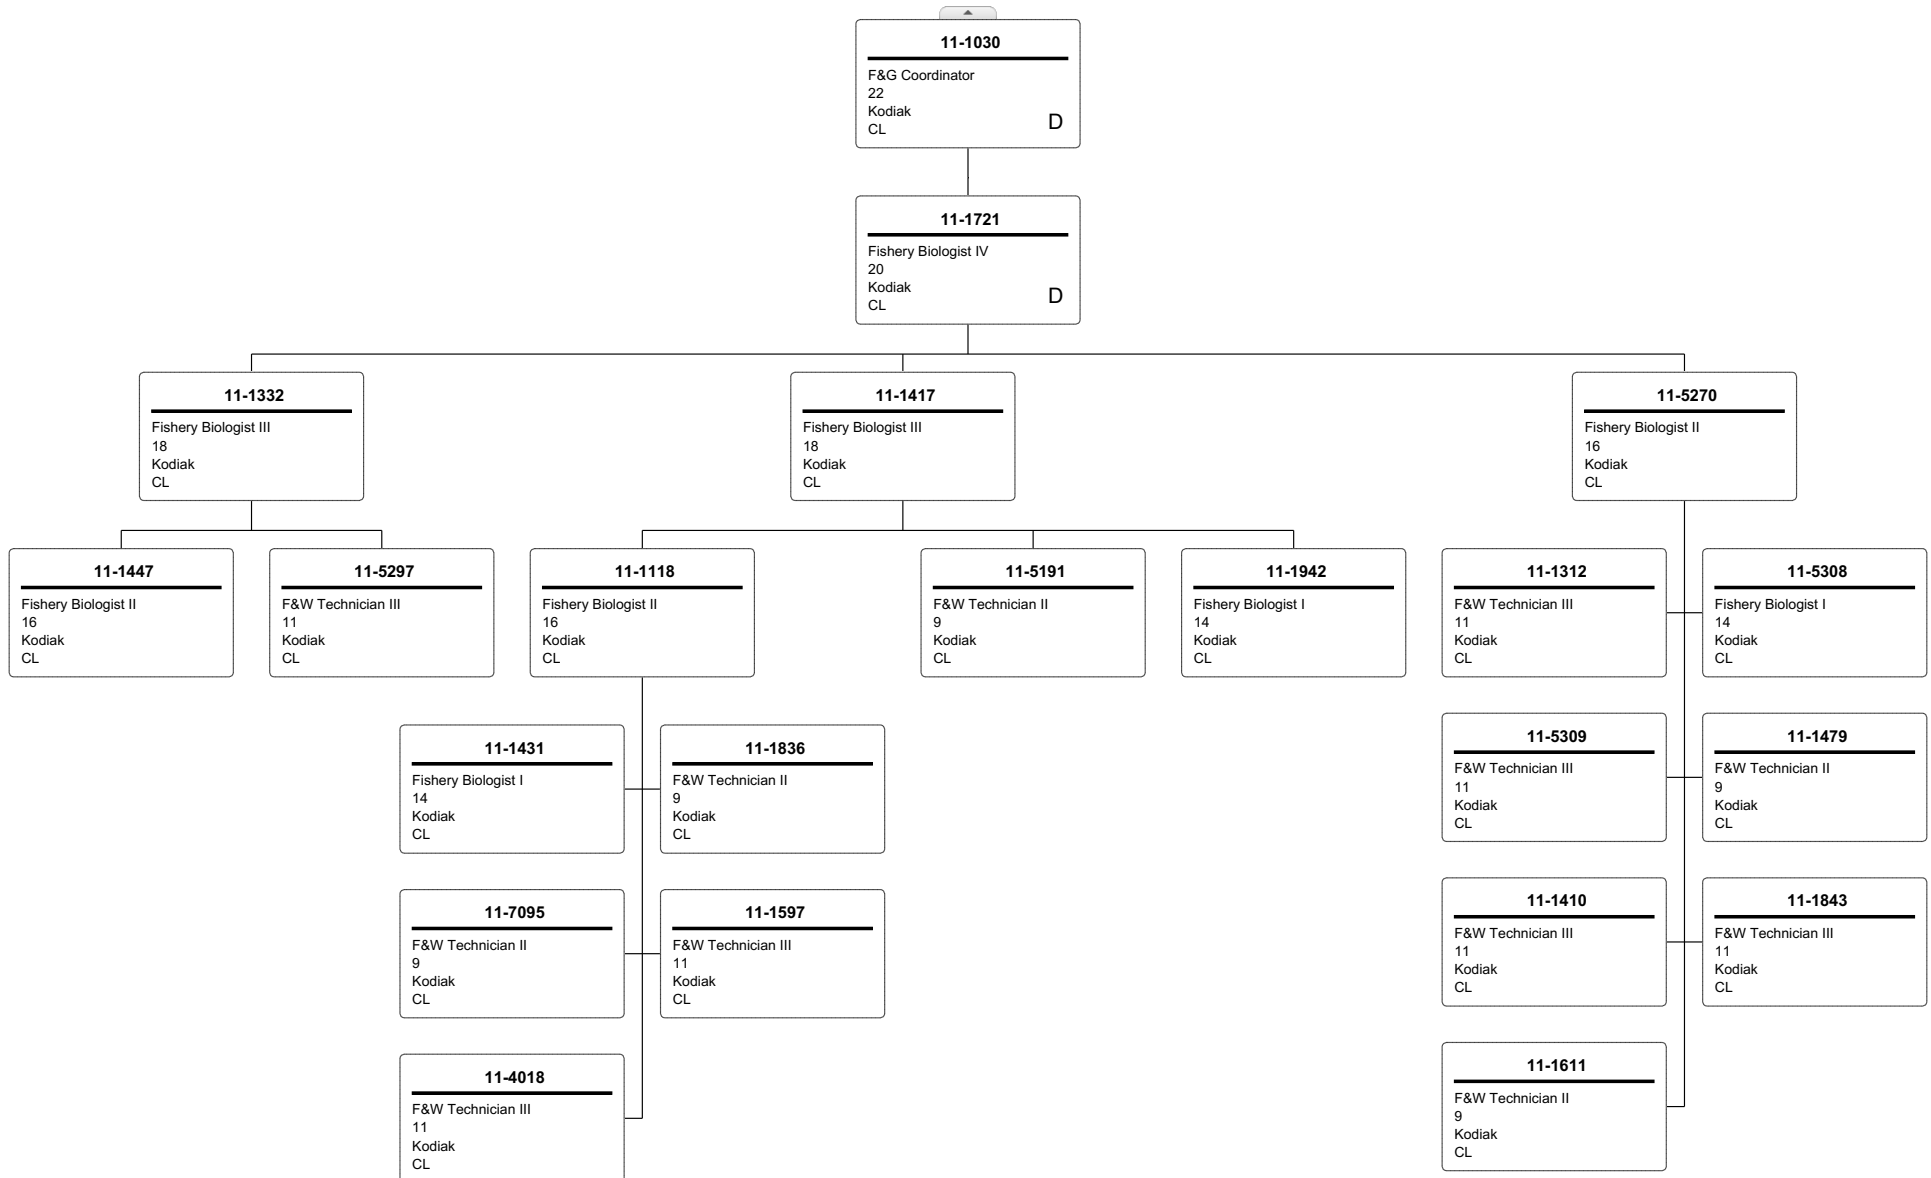 11-1030
F&G Coordinator
22
Kodiak
CL
D
11-1721
Fishery Biologist IV
20
Kodiak
CL
D
11-1332
Fishery Biologist III
18
Kodiak
CL
11-1417
Fishery Biologist III
18
Kodiak
CL
11-5270
Fishery Biologist II
16
Kodiak
CL
11-1447
Fishery Biologist II
16
Kodiak
CL
11-5297
F&W Technician III
11
Kodiak
CL
11-1118
Fishery Biologist II
16
Kodiak
CL
11-5191
F&W Technician II
9
Kodiak
CL
11-1942
Fishery Biologist I
14
Kodiak
CL
11-1312
F&W Technician III
11
Kodiak
CL
11-5308
Fishery Biologist I
14
Kodiak
CL
11-1431
Fishery Biologist I
14
Kodiak
CL
11-1836
F&W Technician II
9
Kodiak
CL
11-5309
F&W Technician III
11
Kodiak
CL
11-1479
F&W Technician II
9
Kodiak
CL
11-7095
F&W Technician II
9
Kodiak
CL
11-1597
F&W Technician III
11
Kodiak
CL
11-1410
F&W Technician III
11
Kodiak
CL
11-1843
F&W Technician III
11
Kodiak
CL
11-4018
F&W Technician III
11
Kodiak
CL
11-1611
F&W Technician II
9
Kodiak
CL